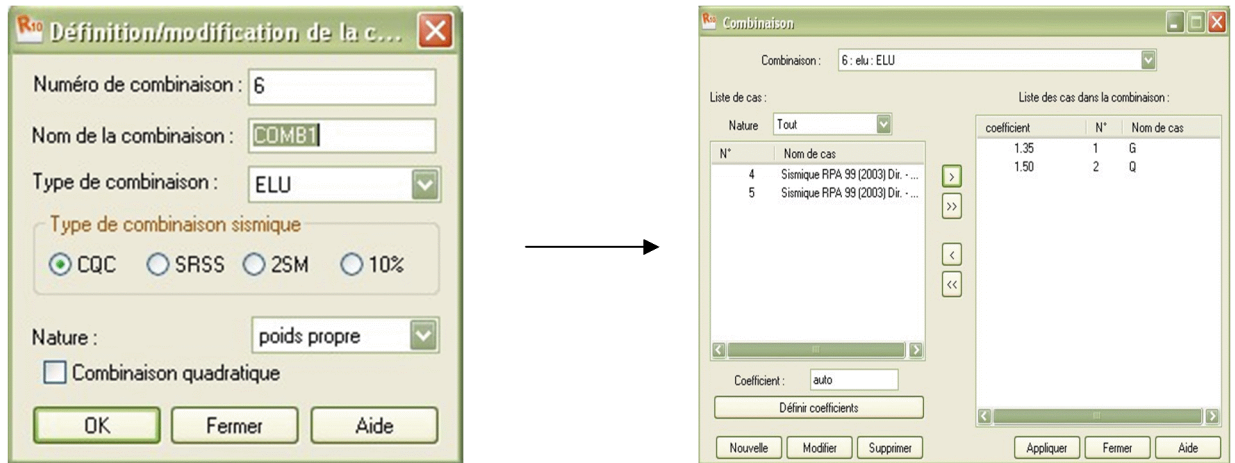 R10 Définition/modification de la c...
Numéro de combinaison : 6
Nom de la combinaison : COMB1
Type de combinaison : ELU
Type de combinaison sismique
CQC SRSS 2SM 10%
Nature : poids propre
Combinaison quadratique
OK Fermer Aide
R10 Combinaison
Combinaison : 6 : elu : ELU
Liste de cas :
Nature Tout
N° Nom de cas
4 Sismique RPA 99 (2003) Dir. - ...
5 Sismique RPA 99 (2003) Dir. - ...
>
>>
<
<<
Coefficient : auto
Définir coefficients
Nouvelle Modifier Supprimer
Liste des cas dans la combinaison :
coefficient N° Nom de cas
1.35 1 G
1.50 2 Q
Appliquer Fermer Aide